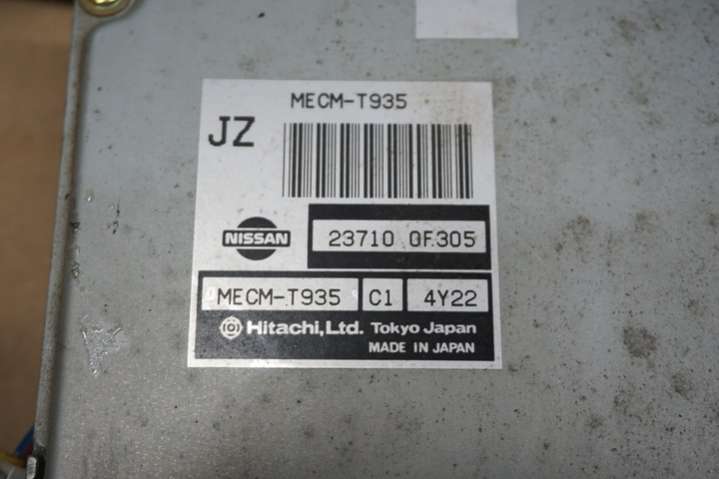 MECM-T935
JZ
NISSAN
23710 0F305
MECM-T935 C1 4Y22
Hitachi,Ltd. Tokyo Japan
MADE IN JAPAN